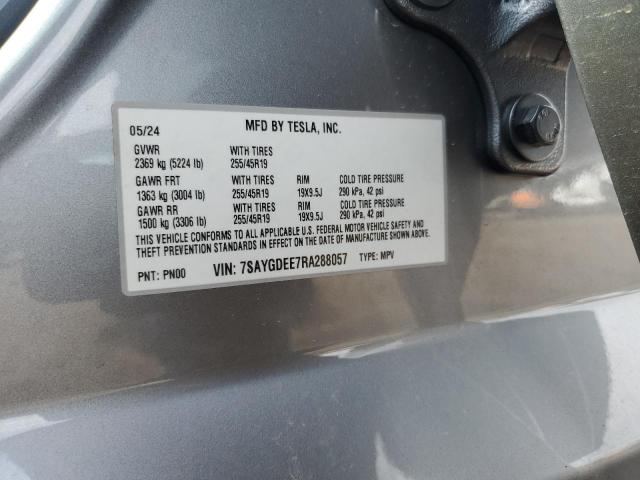 05/24 MFD BY TESLA, INC.
GVWR WITH TIRES
2369 kg (5224 lb) 255/45R19
GAWR FRT WITH TIRES RIM COLD TIRE PRESSURE
1363 kg (3004 lb) 255/45R19 19X9.5J 290 kPa, 42 psi
GAWR RR WITH TIRES RIM COLD TIRE PRESSURE
1500 kg (3306 lb) 255/45R19 19X9.5J 290 kPa, 42 psi
THIS VEHICLE CONFORMS TO ALL APPLICABLE U.S. FEDERAL MOTOR VEHICLE SAFETY AND
THEFT PREVENTION STANDARDS IN EFFECT ON THE DATE OF MANUFACTURE SHOWN ABOVE.
PNT: PN00 VIN: 7SAYGDEE7RA288057 TYPE: MPV